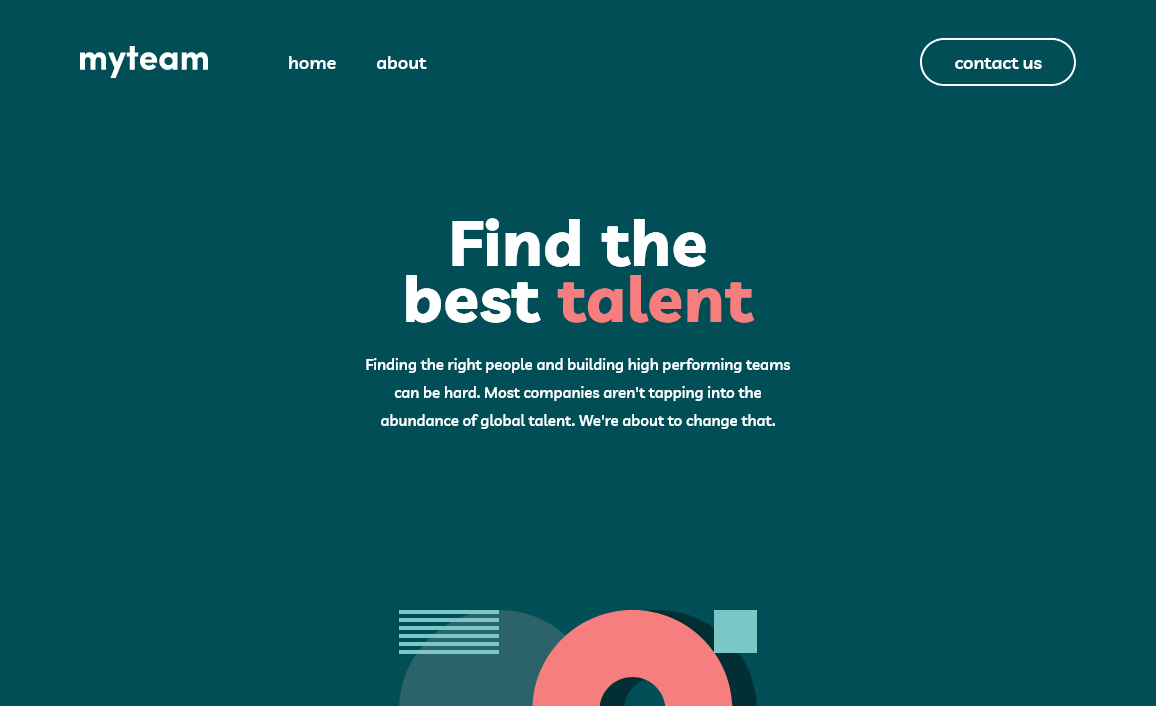 myteam
home
about
contact us
Find the
best talent
Finding the right people and building high performing teams
can be hard. Most companies aren't tapping into the
abundance of global talent. We're about to change that.